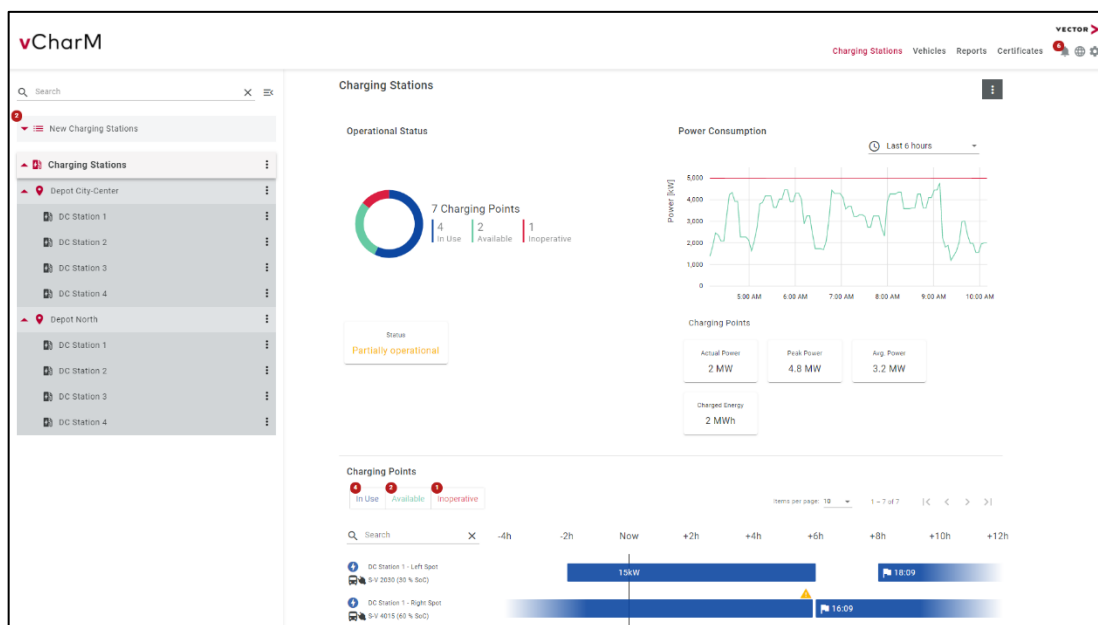 vCharM
VECTOR
Charging Stations Vehicles Reports Certificates 6
Search
2
New Charging Stations
Charging Stations
Depot City-Center
DC Station 1
DC Station 2
DC Station 3
DC Station 4
Depot North
DC Station 1
DC Station 2
DC Station 3
DC Station 4
Charging Stations
Operational Status
7 Charging Points
4 2 1
In Use Available Inoperative
Status
Partially operational
Power Consumption
Last 6 hours
Power [kW]
5,000
4,000
3,000
2,000
1,000
0
5:00 AM 6:00 AM 7:00 AM 8:00 AM 9:00 AM 10:00 AM
Charging Points
Actual Power
2 MW
Peak Power
4.8 MW
Avg. Power
3.2 MW
Charged Energy
2 MWh
Charging Points
4 2 1
In Use Available Inoperative
Items per page: 10 1 – 7 of 7
Search -4h -2h Now +2h +4h +6h +8h +10h +12h
DC Station 1 - Left Spot
S-V 2030 (30 % SoC)
15kW 18:09
DC Station 1 - Right Spot
S-V 4015 (60 % SoC)
16:09